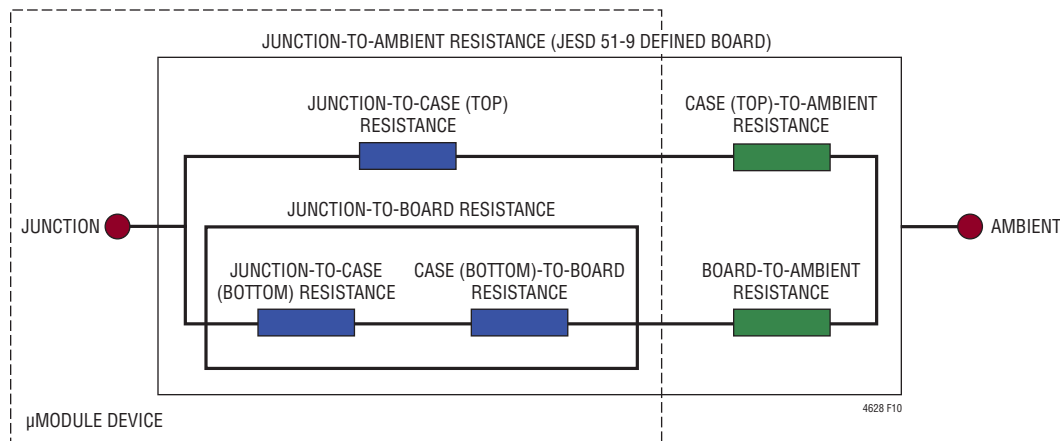 JUNCTION-TO-AMBIENT RESISTANCE (JESD 51-9 DEFINED BOARD)
JUNCTION-TO-CASE (TOP)
RESISTANCE
CASE (TOP)-TO-AMBIENT
RESISTANCE
JUNCTION
JUNCTION-TO-BOARD RESISTANCE
AMBIENT
JUNCTION-TO-CASE
(BOTTOM) RESISTANCE
CASE (BOTTOM)-TO-BOARD
RESISTANCE
BOARD-TO-AMBIENT
RESISTANCE
4628 F10
µMODULE DEVICE